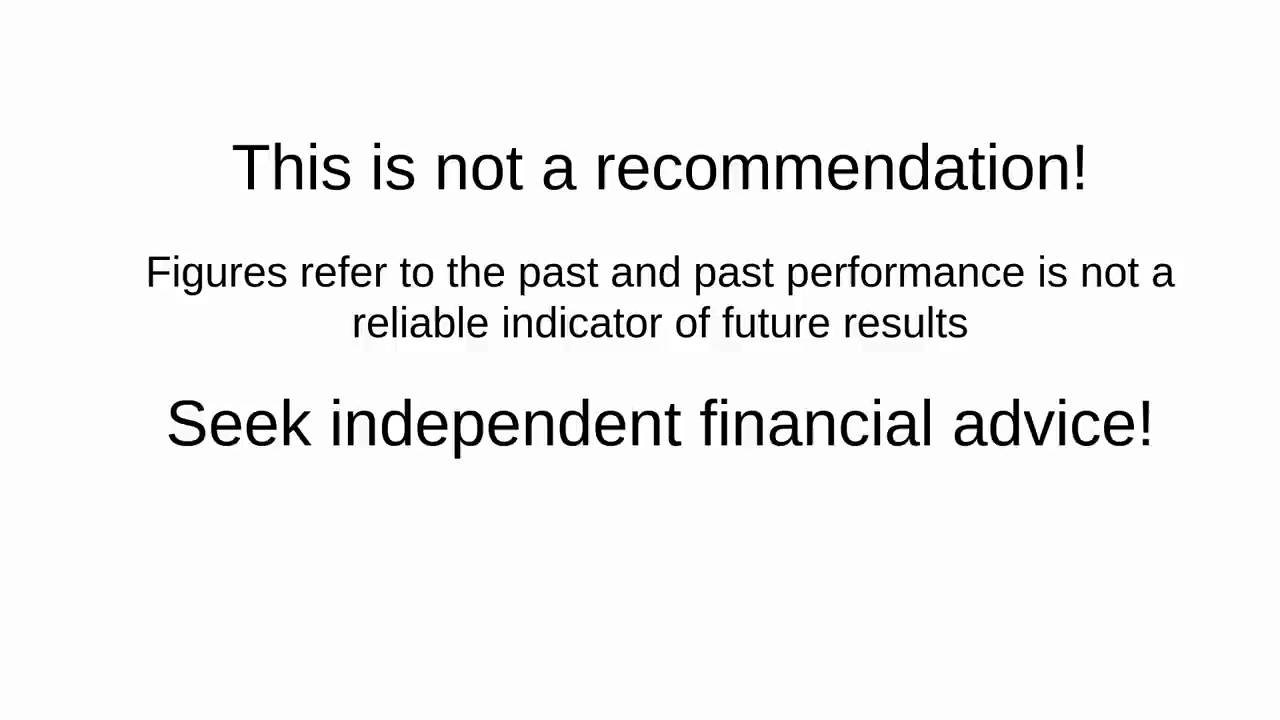 This is not a recommendation!
Figures refer to the past and past performance is not a
reliable indicator of future results
Seek independent financial advice!